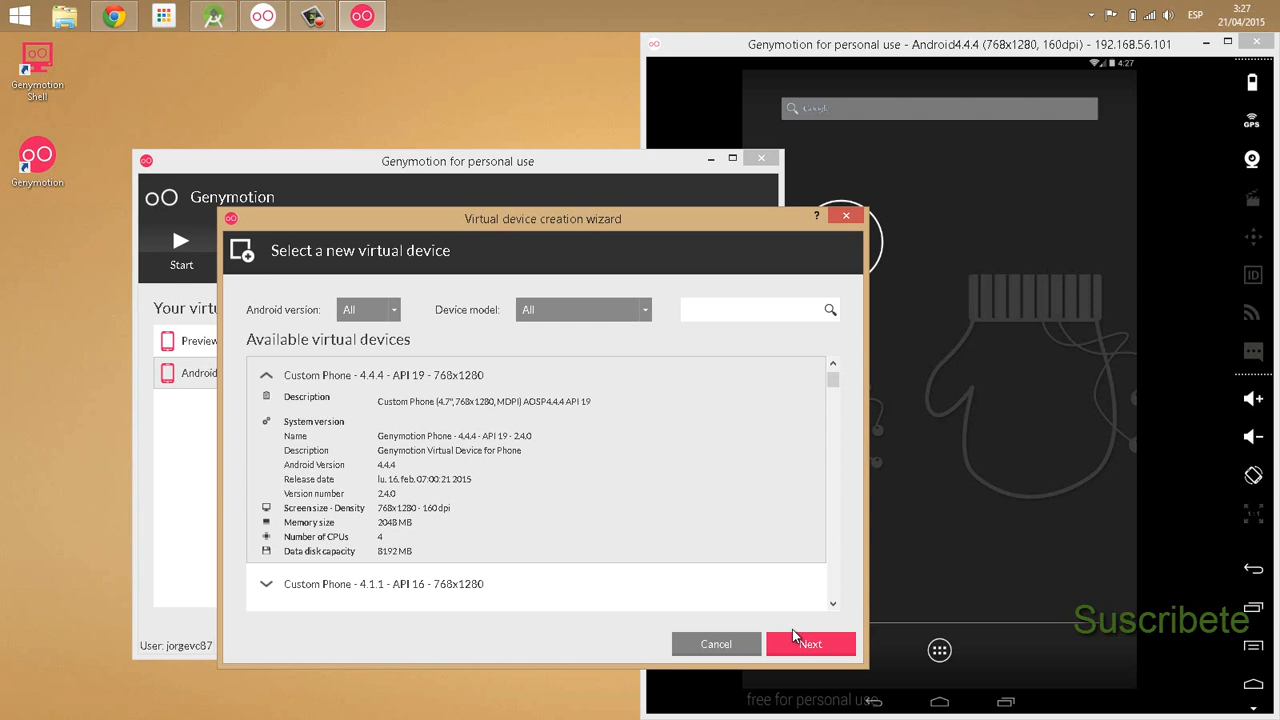 ESP
3:27
21/04/2015
Genymotion
Shell
Genymotion
Genymotion for personal use - Android4.4.4 (768x1280, 160dpi) - 192.168.56.101
4:27
Google
GPS
ID
1:1
free for personal use
Suscribete
Genymotion for personal use
Genymotion
Start
Your virtu
Preview
Android
User: jorgevc87
Virtual device creation wizard
?
Select a new virtual device
Android version:
All
Device model:
All
Available virtual devices
Custom Phone - 4.4.4 - API 19 - 768x1280
Description
Custom Phone (4.7", 768x1280, MDPI) AOSP4.4.4 API 19
System version
Name
Genymotion Phone - 4.4.4 - API 19 - 2.4.0
Description
Genymotion Virtual Device for Phone
Android Version
4.4.4
Release date
lu. 16. feb. 07:00:21 2015
Version number
2.4.0
Screen size - Density
768x1280 - 160 dpi
Memory size
2048 MB
Number of CPUs
4
Data disk capacity
8192 MB
Custom Phone - 4.1.1 - API 16 - 768x1280
Cancel
Next